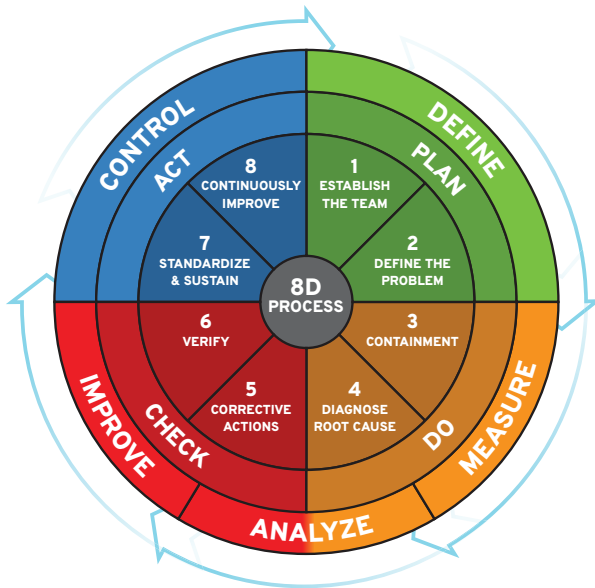 CONTROL
DEFINE
ACT
PLAN
8
CONTINUOUSLY
IMPROVE
1
ESTABLISH
THE TEAM
7
STANDARDIZE
& SUSTAIN
2
DEFINE THE
PROBLEM
8D
PROCESS
6
VERIFY
3
CONTAINMENT
5
CORRECTIVE
ACTIONS
4
DIAGNOSE
ROOT CAUSE
IMPROVE
CHECK
DO
MEASURE
ANALYZE